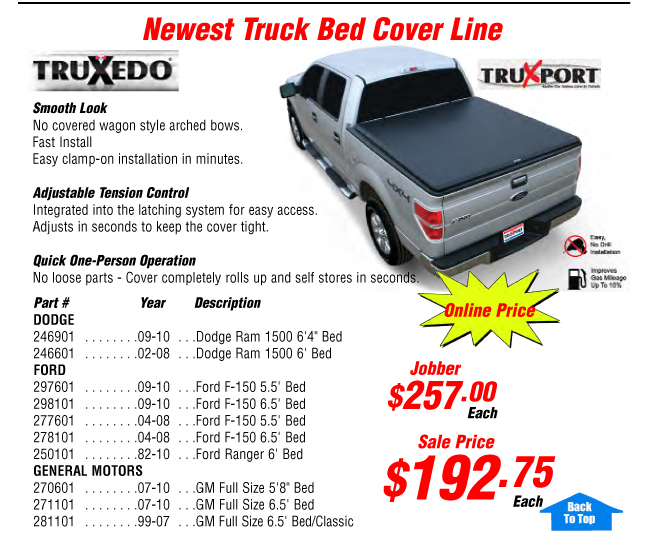 Newest Truck Bed Cover Line
TRUXEDO
TRUXPORT
Smooth Look
No covered wagon style arched bows.
Fast Install
Easy clamp-on installation in minutes.
Adjustable Tension Control
Integrated into the latching system for easy access.
Adjusts in seconds to keep the cover tight.
Quick One-Person Operation
No loose parts - Cover completely rolls up and self stores in seconds.
4X4
Easy,
No Drill
Installation
Improves
Gas Mileage
Up To 10%
Part # Year Description
DODGE
246901 . . . . . . . .09-10 . . .Dodge Ram 1500 6'4" Bed
246601 . . . . . . . .02-08 . . .Dodge Ram 1500 6' Bed
FORD
297601 . . . . . . . .09-10 . . .Ford F-150 5.5' Bed
298101 . . . . . . . .09-10 . . .Ford F-150 6.5' Bed
277601 . . . . . . . .04-08 . . .Ford F-150 5.5' Bed
278101 . . . . . . . .04-08 . . .Ford F-150 6.5' Bed
250101 . . . . . . . .82-10 . . .Ford Ranger 6' Bed
GENERAL MOTORS
270601 . . . . . . . .07-10 . . .GM Full Size 5'8" Bed
271101 . . . . . . . .07-10 . . .GM Full Size 6.5' Bed
281101 . . . . . . . .99-07 . . .GM Full Size 6.5' Bed/Classic
Online Price
Jobber
$257.00
Each
Sale Price
$192.75
Each
Back
To Top